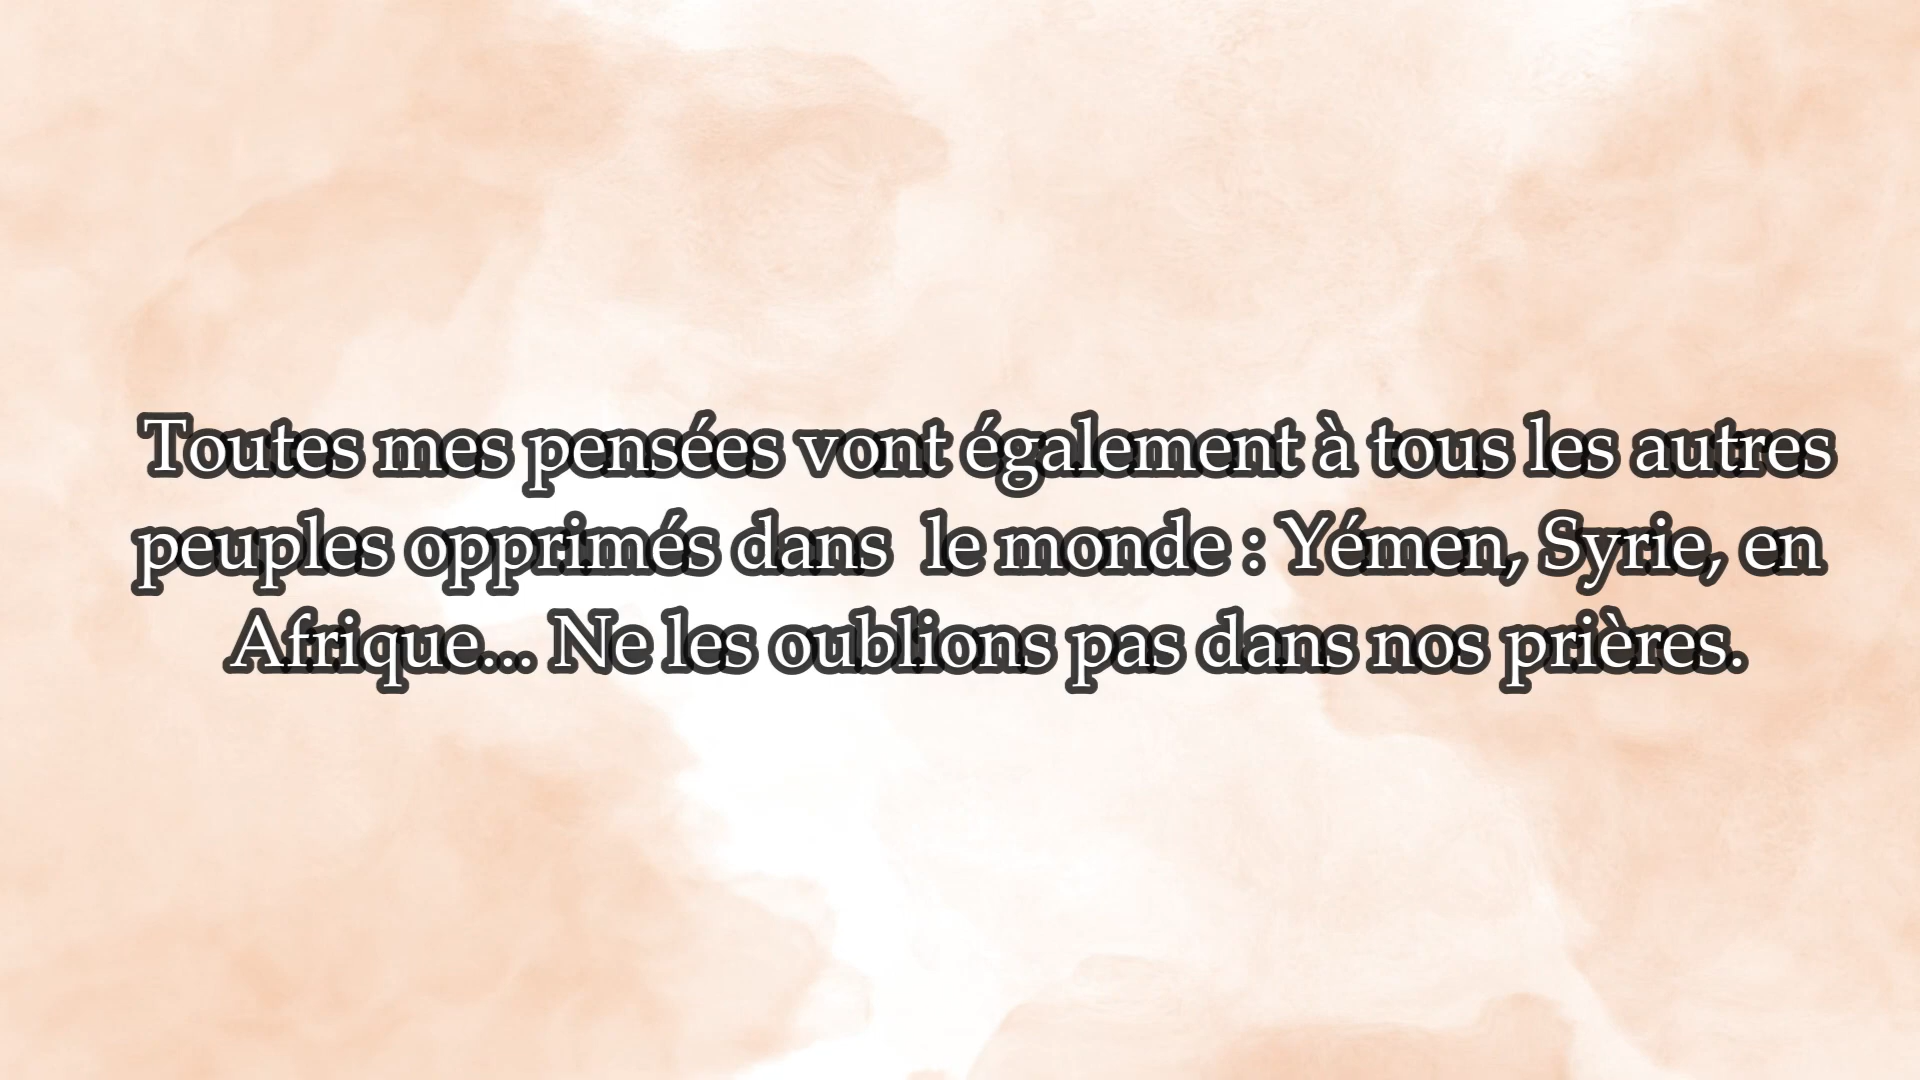 Toutes mes pensées vont également à tous les autres
peuples opprimés dans  le monde : Yémen, Syrie, en
Afrique... Ne les oublions pas dans nos prières.